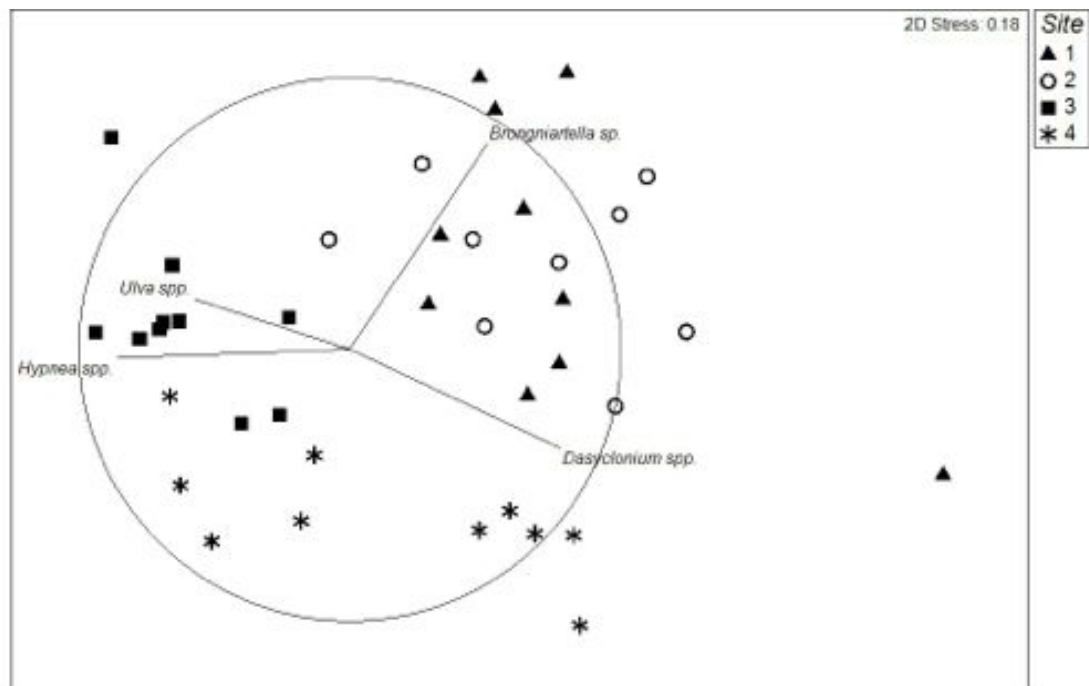 2D Stress: 0.18
Site
1
2
3
4
Brongniartella sp.
Ulva spp.
Hypnea spp.
Dasyclonium spp.